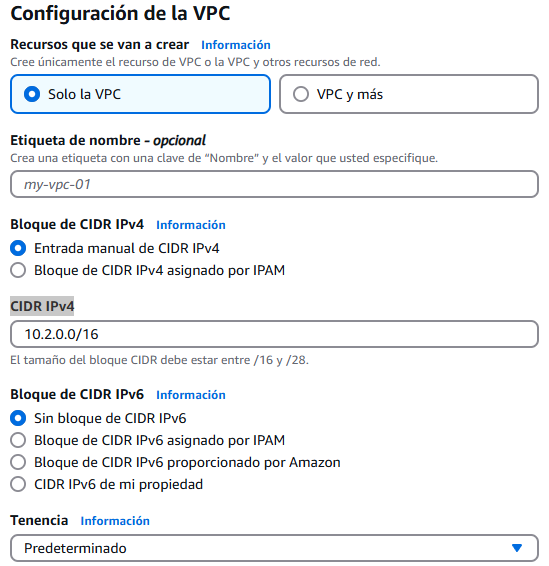 Configuración de la VPC
Recursos que se van a crear Información
Cree únicamente el recurso de VPC o la VPC y otros recursos de red.
Solo la VPC
VPC y más
Etiqueta de nombre - opcional
Crea una etiqueta con una clave de “Nombre” y el valor que usted especifique.
my-vpc-01
Bloque de CIDR IPv4 Información
Entrada manual de CIDR IPv4
Bloque de CIDR IPv4 asignado por IPAM
CIDR IPv4
10.2.0.0/16
El tamaño del bloque CIDR debe estar entre /16 y /28.
Bloque de CIDR IPv6 Información
Sin bloque de CIDR IPv6
Bloque de CIDR IPv6 asignado por IPAM
Bloque de CIDR IPv6 proporcionado por Amazon
CIDR IPv6 de mi propiedad
Tenencia Información
Predeterminado